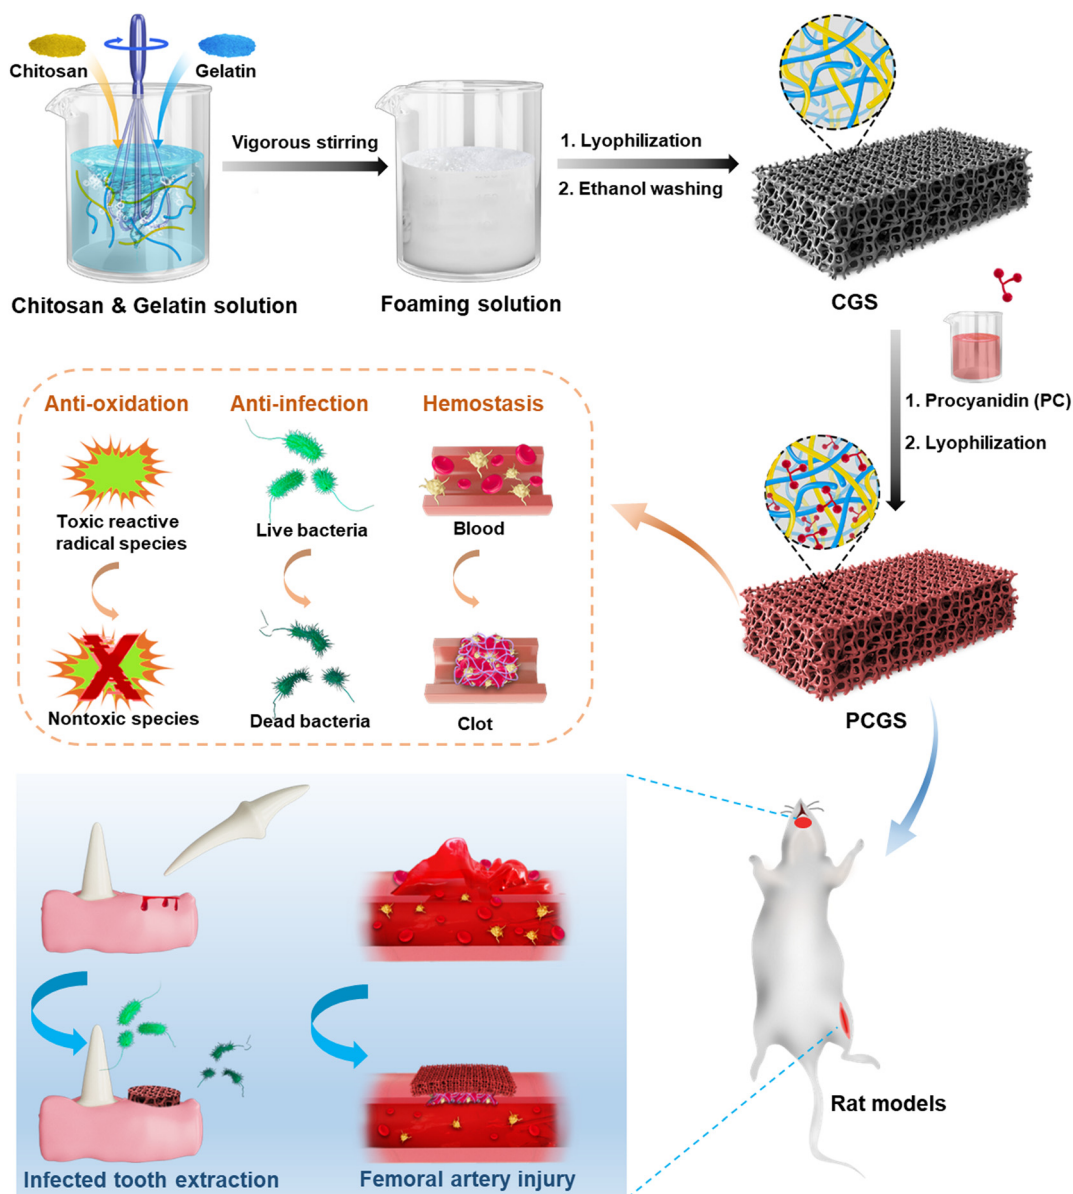 Chitosan
Gelatin
Vigorous stirring
1. Lyophilization
2. Ethanol washing
Chitosan & Gelatin solution
Foaming solution
CGS
1. Procyanidin (PC)
2. Lyophilization
Anti-oxidation
Anti-infection
Hemostasis
Toxic reactive
radical species
Live bacteria
Blood
Nontoxic species
Dead bacteria
Clot
PCGS
Rat models
Infected tooth extraction
Femoral artery injury